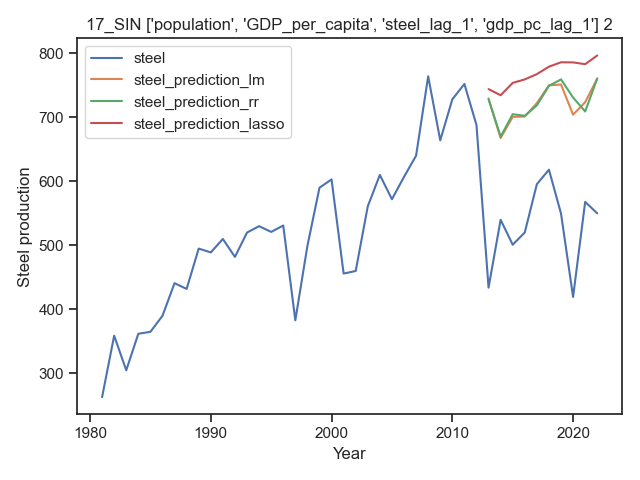 17_SIN ['population', 'GDP_per_capita', 'steel_lag_1', 'gdp_pc_lag_1'] 2
steel
steel_prediction_lm
steel_prediction_rr
steel_prediction_lasso
Steel production
800
700
600
500
400
300
1980
1990
2000
2010
2020
Year